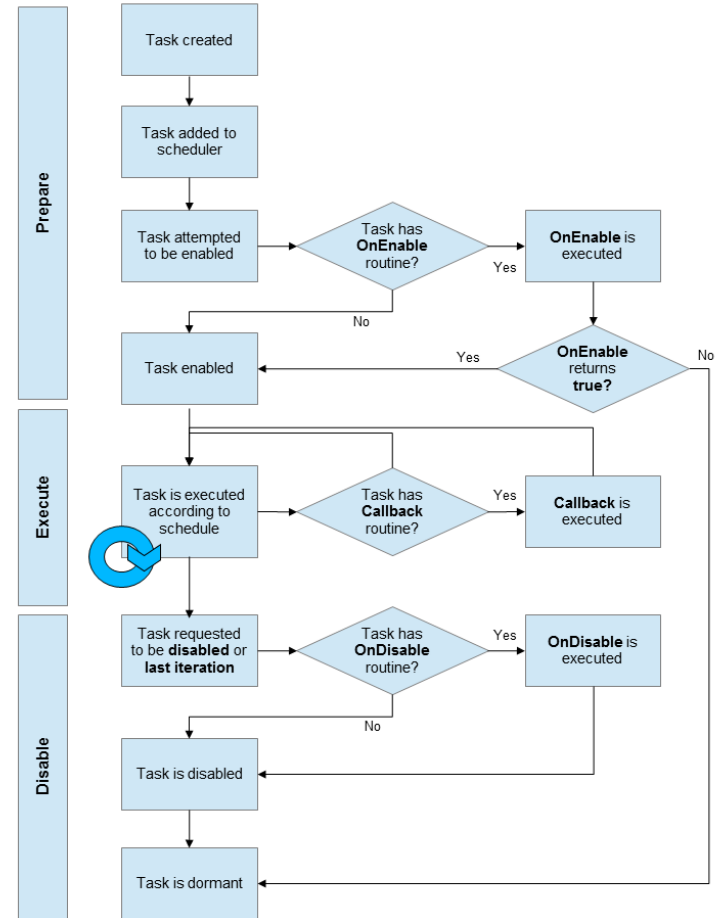 Prepare
Task created
Task added to
scheduler
Task attempted
to be enabled
Task has
OnEnable
routine?
Yes
OnEnable is
executed
No
Task enabled
Yes
OnEnable
returns
true?
No
Execute
Task is executed
according to
schedule
Task has
Callback
routine?
Yes
Callback is
executed
Disable
Task requested
to be disabled or
last iteration
Task has
OnDisable
routine?
Yes
OnDisable is
executed
No
Task is disabled
Task is dormant